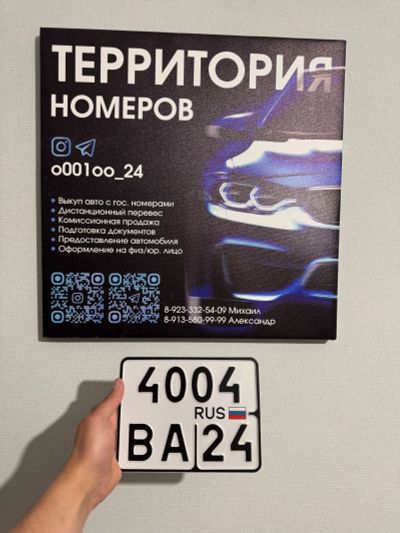 ТЕРРИТОРИЯ
НОМЕРОВ
o001oo_24
• Выкуп авто с гос. номерами
• Дистанционный перевес
• Комиссионная продажа
• Подготовка документов
• Предоставление автомобиля
• Оформление на физ/юр. лицо
8-923-332-54-09 Михаил
8-913-580-99-99 Александр
4004
RUS
ВА 24